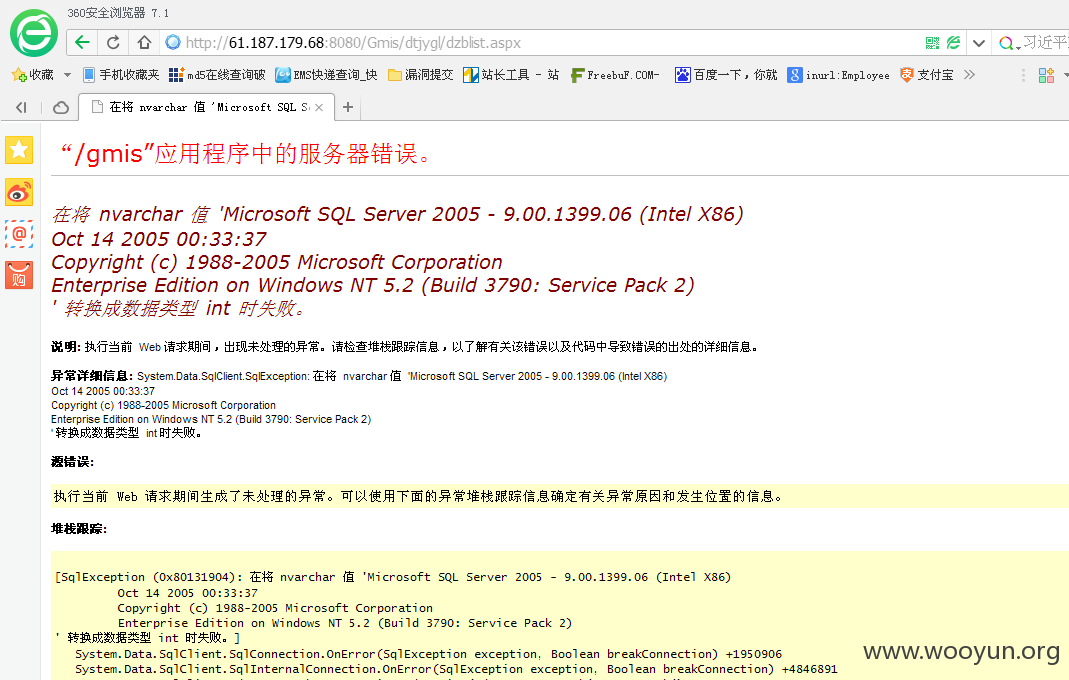 360安全浏览器 7.1
http://61.187.179.68:8080/Gmis/dtjygl/dzblist.aspx
习近平
收藏 手机收藏夹 md5在线查询破 EMS快递查询_快 漏洞提交 站长工具 - 站 FreebuF.COM- 百度一下，你就 inurl:Employee 支付宝
在将 nvarchar 值 'Microsoft SQL S
“/gmis”应用程序中的服务器错误。
在将 nvarchar 值 'Microsoft SQL Server 2005 - 9.00.1399.06 (Intel X86)
Oct 14 2005 00:33:37
Copyright (c) 1988-2005 Microsoft Corporation
Enterprise Edition on Windows NT 5.2 (Build 3790: Service Pack 2)
' 转换成数据类型 int 时失败。
说明: 执行当前 Web 请求期间，出现未处理的异常。请检查堆栈跟踪信息，以了解有关该错误以及代码中导致错误的出处的详细信息。
异常详细信息: System.Data.SqlClient.SqlException: 在将 nvarchar 值 'Microsoft SQL Server 2005 - 9.00.1399.06 (Intel X86)
Oct 14 2005 00:33:37
Copyright (c) 1988-2005 Microsoft Corporation
Enterprise Edition on Windows NT 5.2 (Build 3790: Service Pack 2)
' 转换成数据类型 int 时失败。
源错误:
执行当前 Web 请求期间生成了未处理的异常。可以使用下面的异常堆栈跟踪信息确定有关异常原因和发生位置的信息。
堆栈跟踪:
[SqlException (0x80131904): 在将 nvarchar 值 'Microsoft SQL Server 2005 - 9.00.1399.06 (Intel X86)
Oct 14 2005 00:33:37
Copyright (c) 1988-2005 Microsoft Corporation
Enterprise Edition on Windows NT 5.2 (Build 3790: Service Pack 2)
' 转换成数据类型 int 时失败。]
System.Data.SqlClient.SqlConnection.OnError(SqlException exception, Boolean breakConnection) +1950906
System.Data.SqlClient.SqlInternalConnection.OnError(SqlException exception, Boolean breakConnection) +4846891
@
购
www.wooyun.org